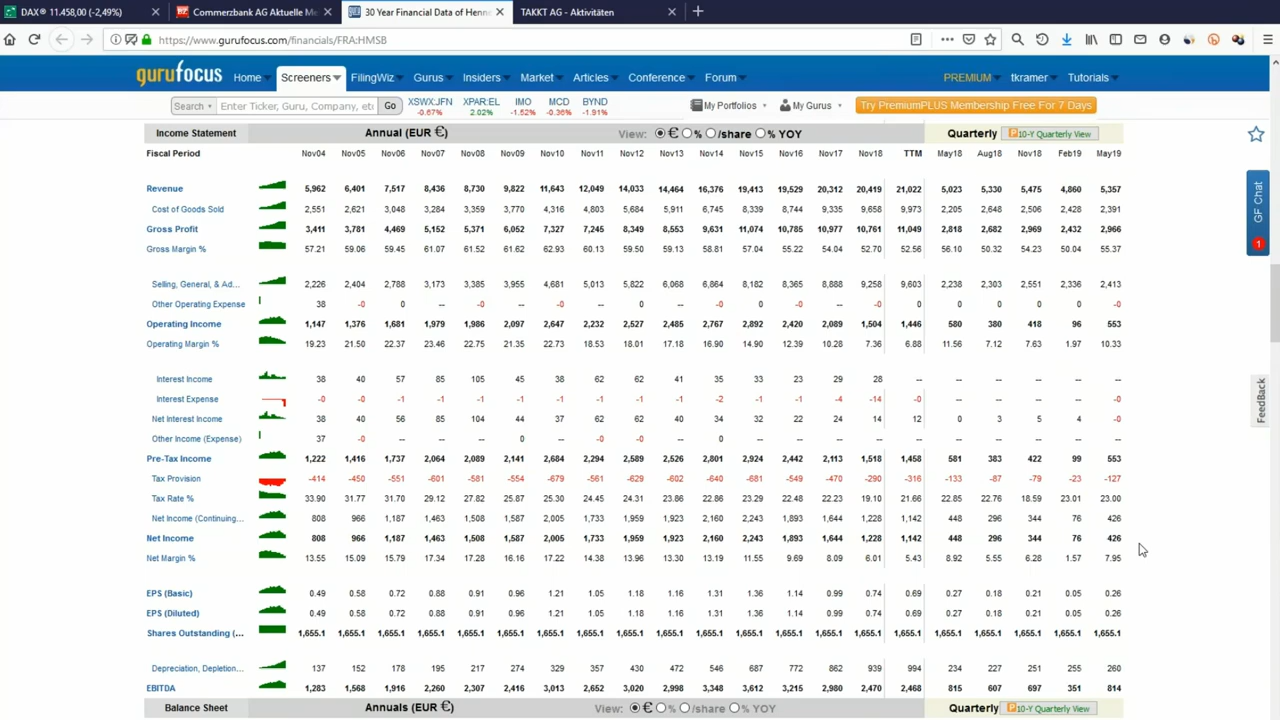 DAX® 11.458,00 (-2,49%) Commerzbank AG Aktuelle Me 30 Year Financial Data of Henne TAKKT AG - Aktivitäten
https://www.gurufocus.com/financials/FRA:HMSB
gurufocus Home Screeners FilingWiz Gurus Insiders Market Articles Conference Forum PREMIUM tkramer Tutorials
Search Enter Ticker, Guru, Company, etc Go XSWX:JFN XPAR:EL IMO MCD BYND My Portfolios My Gurus Try PremiumPLUS Membership Free For 7 Days
-0.67% 2.02% -1.52% -0.36% -1.91%
Income Statement Annual (EUR €) View: € % /share % YOY Quarterly 10-Y Quarterly View
Fiscal Period Nov04 Nov05 Nov06 Nov07 Nov08 Nov09 Nov10 Nov11 Nov12 Nov13 Nov14 Nov15 Nov16 Nov17 Nov18 TTM May18 Aug18 Nov18 Feb19 May19
Revenue 5,962 6,401 7,517 8,436 8,730 9,822 11,643 12,049 14,033 14,464 16,376 19,413 19,529 20,312 20,419 21,022 5,023 5,330 5,475 4,860 5,357
Cost of Goods Sold 2,551 2,621 3,048 3,284 3,359 3,770 4,316 4,803 5,684 5,911 6,745 8,339 8,744 9,335 9,658 9,973 2,205 2,648 2,506 2,428 2,391
Gross Profit 3,411 3,781 4,469 5,152 5,371 6,052 7,327 7,245 8,349 8,553 9,631 11,074 10,785 10,977 10,761 11,049 2,818 2,682 2,969 2,432 2,966
Gross Margin % 57.21 59.06 59.45 61.07 61.52 61.62 62.93 60.13 59.50 59.13 58.81 57.04 55.22 54.04 52.70 52.56 56.10 50.32 54.23 50.04 55.37
Selling, General, & Ad... 2,226 2,404 2,788 3,173 3,385 3,955 4,681 5,013 5,822 6,068 6,864 8,182 8,365 8,888 9,258 9,603 2,238 2,303 2,551 2,336 2,413
Other Operating Expense 38 -0 0 -- -0 -0 -0 -0 0 0 0 0 0 0 0 0 0 0 0 0 -0
Operating Income 1,147 1,376 1,681 1,979 1,986 2,097 2,647 2,232 2,527 2,485 2,767 2,892 2,420 2,089 1,504 1,446 580 380 418 96 553
Operating Margin % 19.23 21.50 22.37 23.46 22.75 21.35 22.73 18.53 18.01 17.18 16.90 14.90 12.39 10.28 7.36 6.88 11.56 7.12 7.63 1.97 10.33
Interest Income 38 40 57 85 105 45 38 62 62 41 35 33 23 29 28 -- -- -- -- -- --
Interest Expense -0 -0 -1 -1 -1 -1 -1 -1 -1 -1 -2 -1 -1 -4 -14 -0 -- -- -- -- -0
Net Interest Income 38 40 56 85 104 44 37 62 62 40 34 32 22 24 14 12 0 3 5 4 -0
Other Income (Expense) 37 -0 -- -- -- 0 -- -0 -0 -- 0 -- -- -- -- -- -- -- -- -- --
Pre-Tax Income 1,222 1,416 1,737 2,064 2,089 2,141 2,684 2,294 2,589 2,526 2,801 2,924 2,442 2,113 1,518 1,458 581 383 422 99 553
Tax Provision -414 -450 -551 -601 -581 -554 -679 -561 -629 -602 -640 -681 -549 -470 -290 -316 -133 -87 -79 -23 -127
Tax Rate % 33.90 31.77 31.70 29.12 27.82 25.87 25.30 24.45 24.31 23.86 22.86 23.29 22.48 22.23 19.10 21.66 22.85 22.76 18.59 23.01 23.00
Net Income (Continuing... 808 966 1,187 1,463 1,508 1,587 2,005 1,733 1,959 1,923 2,160 2,243 1,893 1,644 1,228 1,142 448 296 344 76 426
Net Income 808 966 1,187 1,463 1,508 1,587 2,005 1,733 1,959 1,923 2,160 2,243 1,893 1,644 1,228 1,142 448 296 344 76 426
Net Margin % 13.55 15.09 15.79 17.34 17.28 16.16 17.22 14.38 13.96 13.30 13.19 11.55 9.69 8.09 6.01 5.43 8.92 5.55 6.28 1.57 7.95
EPS (Basic) 0.49 0.58 0.72 0.88 0.91 0.96 1.21 1.05 1.18 1.16 1.31 1.36 1.14 0.99 0.74 0.69 0.27 0.18 0.21 0.05 0.26
EPS (Diluted) 0.49 0.58 0.72 0.88 0.91 0.96 1.21 1.05 1.18 1.16 1.31 1.36 1.14 0.99 0.74 0.69 0.27 0.18 0.21 0.05 0.26
Shares Outstanding (... 1,655.1 1,655.1 1,655.1 1,655.1 1,655.1 1,655.1 1,655.1 1,655.1 1,655.1 1,655.1 1,655.1 1,655.1 1,655.1 1,655.1 1,655.1 1,655.1 1,655.1 1,655.1 1,655.1 1,655.1 1,655.1
Depreciation, Depletion... 137 152 178 195 217 274 329 357 430 472 546 687 772 862 939 994 234 227 251 255 260
EBITDA 1,283 1,568 1,916 2,260 2,307 2,416 3,013 2,652 3,020 2,998 3,348 3,612 3,215 2,980 2,470 2,468 815 607 697 351 814
Balance Sheet Annuals (EUR €) View: € % /share % YOY Quarterly 10-Y Quarterly View
GF Chat
1
FeedBack